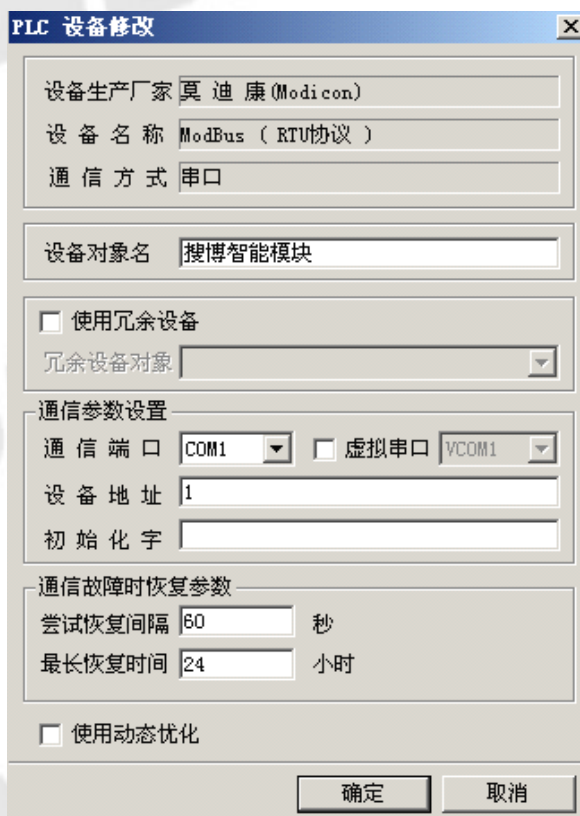 PLC 设备修改
设备生产厂家 莫 迪 康(Modicon)
设 备 名 称 ModBus ( RTU协议 )
通 信 方 式 串口
设备对象名 搜博智能模块
使用冗余设备
冗余设备对象
通信参数设置
通 信 端 口 COM1 虚拟串口 VCOM1
设 备 地 址 1
初 始 化 字
通信故障时恢复参数
尝试恢复间隔 60 秒
最长恢复时间 24 小时
使用动态优化
确定 取消